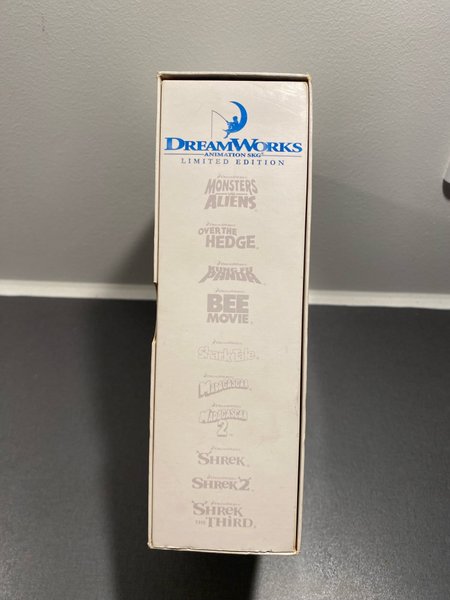 DREAMWORKS
ANIMATION SKG
LIMITED EDITION
MONSTERS
VS
ALIENS
OVER THE
HEDGE
KUNG FU
PANDA
BEE
MOVIE
Shark Tale
MADAGASCAR
MADAGASCAR
2
SHREK
SHREK 2
SHREK
THE THIRD